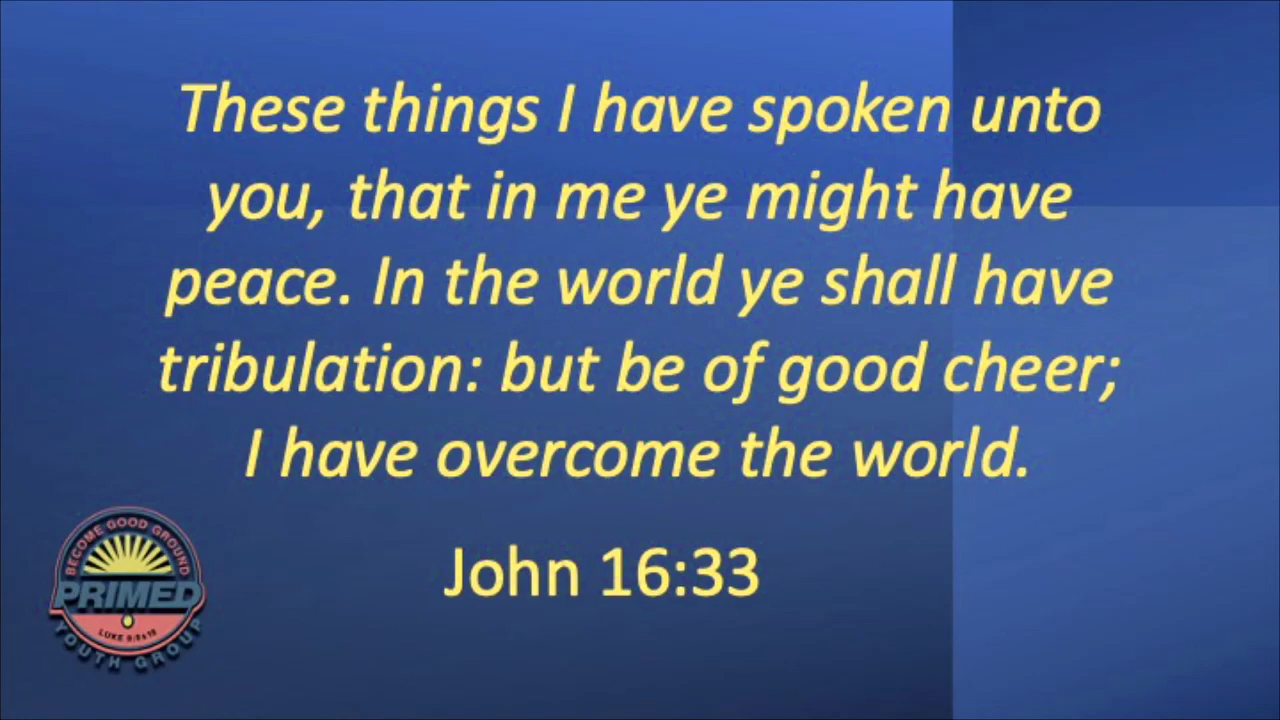 These things I have spoken unto
you, that in me ye might have
peace. In the world ye shall have
tribulation: but be of good cheer;
I have overcome the world.
John 16:33
BECOME GOOD GROUND
PRIMED
YOUTH GROUP